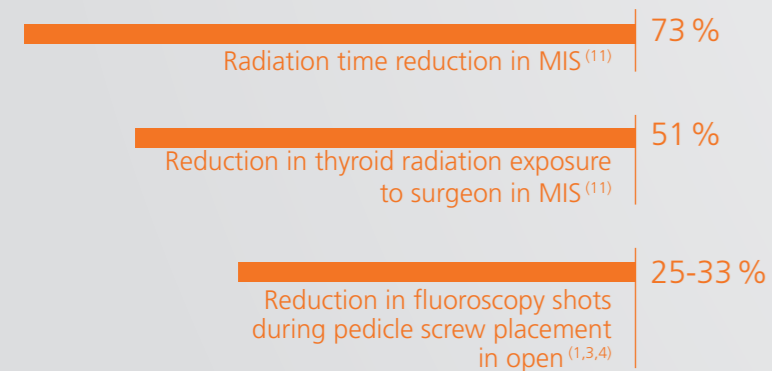 73 %
Radiation time reduction in MIS (11)
51 %
Reduction in thyroid radiation exposure
to surgeon in MIS (11)
25-33 %
Reduction in fluoroscopy shots
during pedicle screw placement
in open (1,3,4)